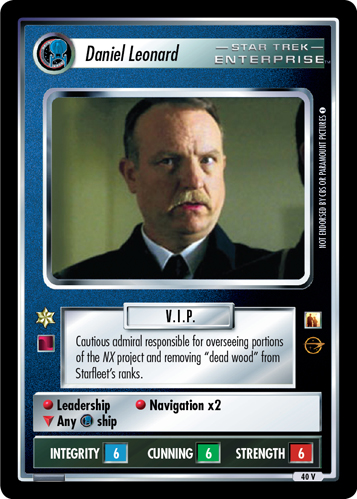 Daniel Leonard
STAR TREK
ENTERPRISE™
NOT ENDORSED BY CBS OR PARAMOUNT PICTURES
V.I.P.
Cautious admiral responsible for overseeing portions
of the NX project and removing “dead wood” from
Starfleet's ranks.
Leadership Navigation x2
Any ship
INTEGRITY 6 CUNNING 6 STRENGTH 6
40 V